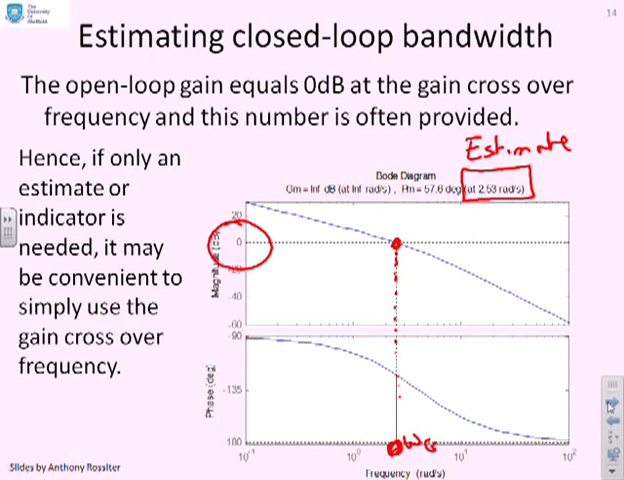 The
University
Of
Sheffield
14
Estimating closed-loop bandwidth
The open-loop gain equals 0dB at the gain cross over
frequency and this number is often provided.
Hence, if only an
estimate or
indicator is
needed, it may
be convenient to
simply use the
gain cross over
frequency.
Estimate
Bode Diagram
Gm = Inf dB (at Inf rad/s) , Pm = 57.6 deg (at 2.53 rad/s)
Magnitude (dB)
20
0
-20
-40
-60
Phase (deg)
-90
-135
180
10-1
100
101
102
WG
Frequency (rad/s)
Slides by Anthony Rossiter